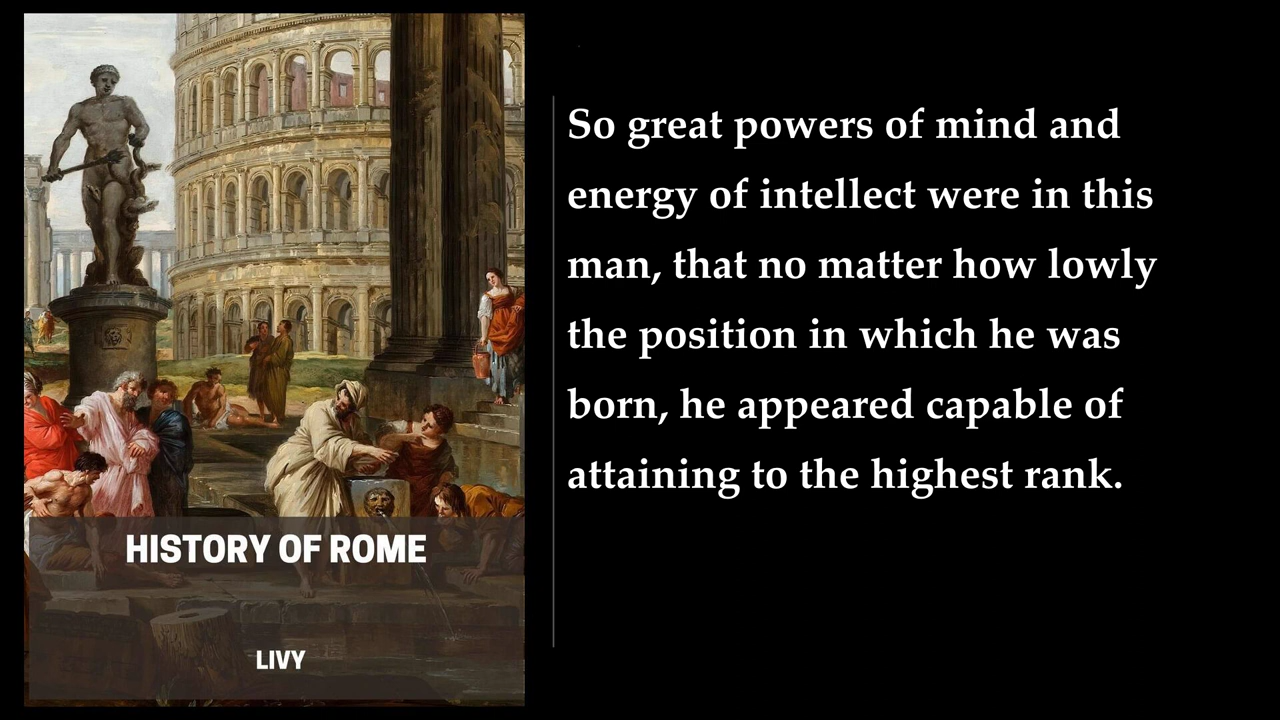 So great powers of mind and
energy of intellect were in this
man, that no matter how lowly
the position in which he was
born, he appeared capable of
attaining to the highest rank.
HISTORY OF ROME
LIVY